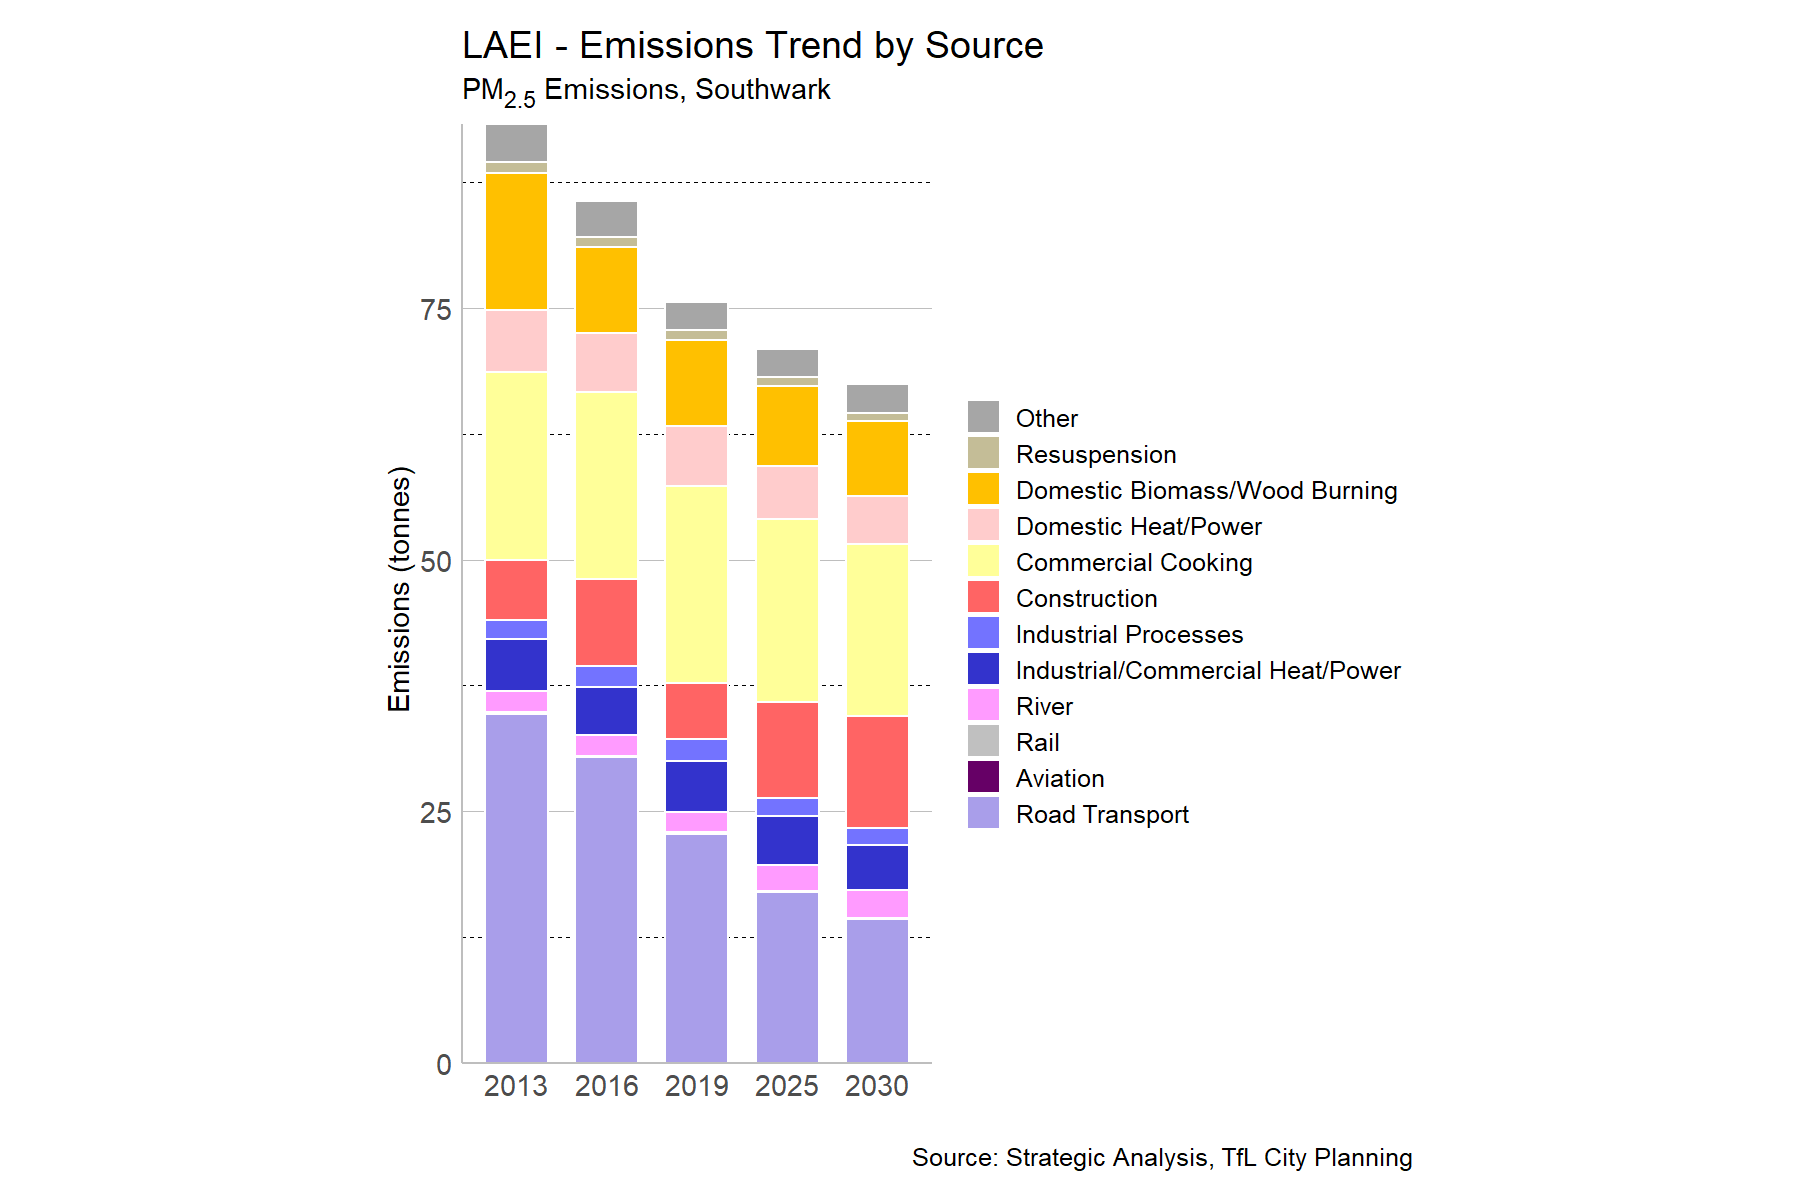 LAEI - Emissions Trend by Source
PM2.5 Emissions, Southwark
Emissions (tonnes)
75
50
25
0
2013 2016 2019 2025 2030
Other
Resuspension
Domestic Biomass/Wood Burning
Domestic Heat/Power
Commercial Cooking
Construction
Industrial Processes
Industrial/Commercial Heat/Power
River
Rail
Aviation
Road Transport
Source: Strategic Analysis, TfL City Planning